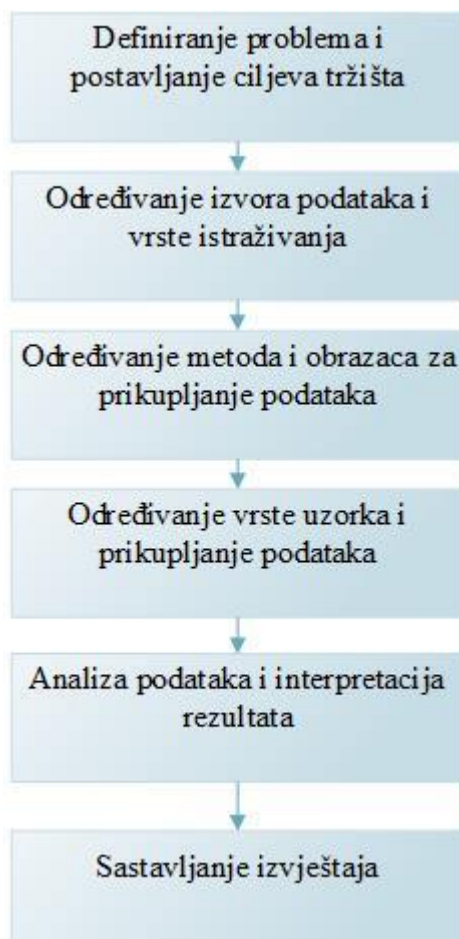 Definiranje problema i
postavljanje ciljeva tržišta
Određivanje izvora podataka i
vrste istraživanja
Određivanje metoda i obrazaca za
prikupljanje podataka
Određivanje vrste uzorka i
prikupljanje podataka
Analiza podataka i interpretacija
rezultata
Sastavljanje izvještaja